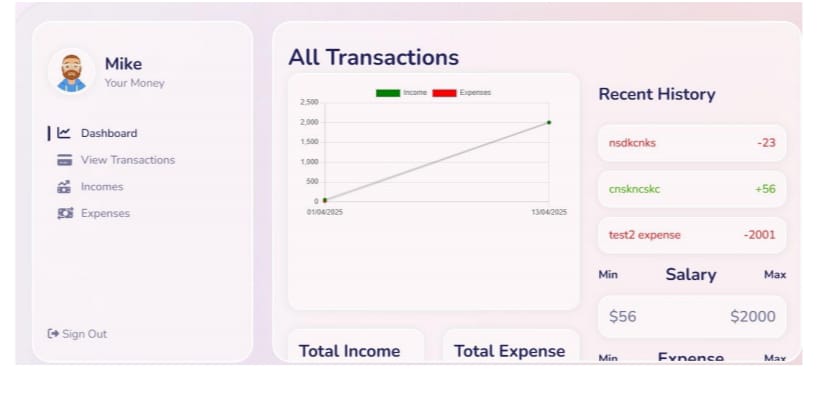 Mike
Your Money
Dashboard
View Transactions
Incomes
Expenses
Sign Out
All Transactions
Income Expenses
2,500
2,000
1,500
1,000
500
0
01/04/2025 13/04/2025
Total Income
Total Expense
Recent History
nsdkcnks -23
cnskncskc +56
test2 expense -2001
Min Salary Max
$56 $2000
Min Expense Max